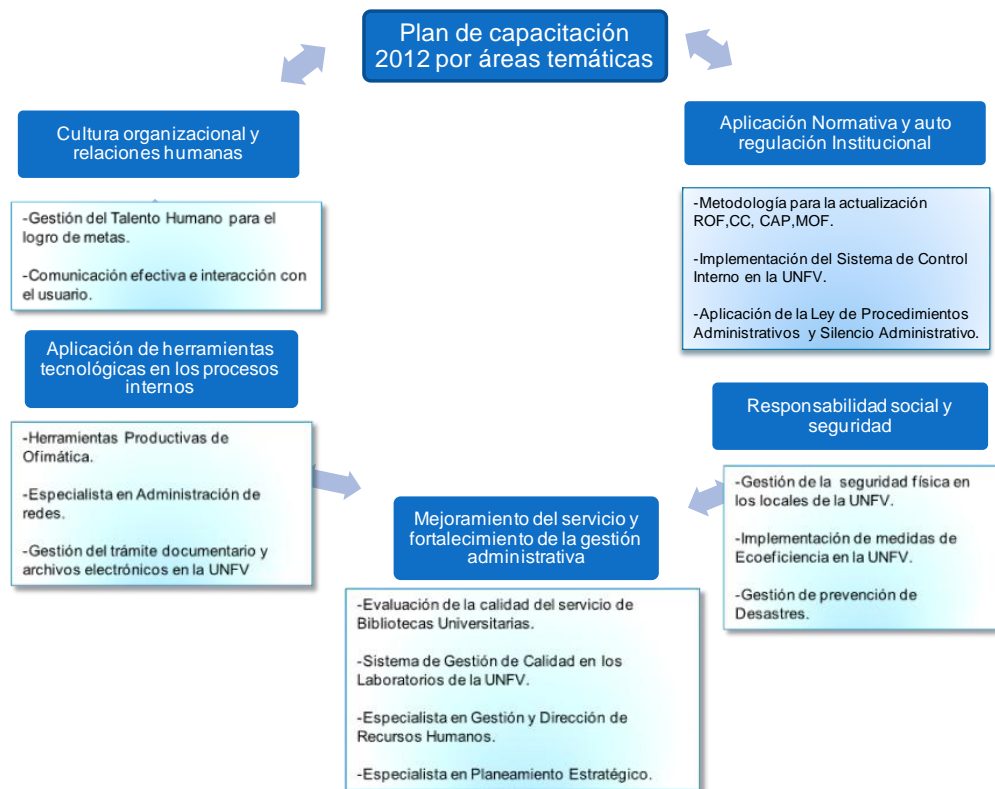 Plan de capacitación
2012 por áreas temáticas
Cultura organizacional y
relaciones humanas
-Gestión del Talento Humano para el
logro de metas.
-Comunicación efectiva e interacción con
el usuario.
Aplicación de herramientas
tecnológicas en los procesos
internos
-Herramientas Productivas de
Ofimática.
-Especialista en Administración de
redes.
-Gestión del trámite documentario y
archivos electrónicos en la UNFV
Aplicación Normativa y auto
regulación Institucional
-Metodología para la actualización
ROF,CC, CAP,MOF.
-Implementación del Sistema de Control
Interno en la UNFV.
-Aplicación de la Ley de Procedimientos
Administrativos y Silencio Administrativo.
Responsabilidad social y
seguridad
-Gestión de la seguridad física en
los locales de la UNFV.
-Implementación de medidas de
Ecoeficiencia en la UNFV.
-Gestión de prevención de
Desastres.
Mejoramiento del servicio y
fortalecimiento de la gestión
administrativa
-Evaluación de la calidad del servicio de
Bibliotecas Universitarias.
-Sistema de Gestión de Calidad en los
Laboratorios de la UNFV.
-Especialista en Gestión y Dirección de
Recursos Humanos.
-Especialista en Planeamiento Estratégico.